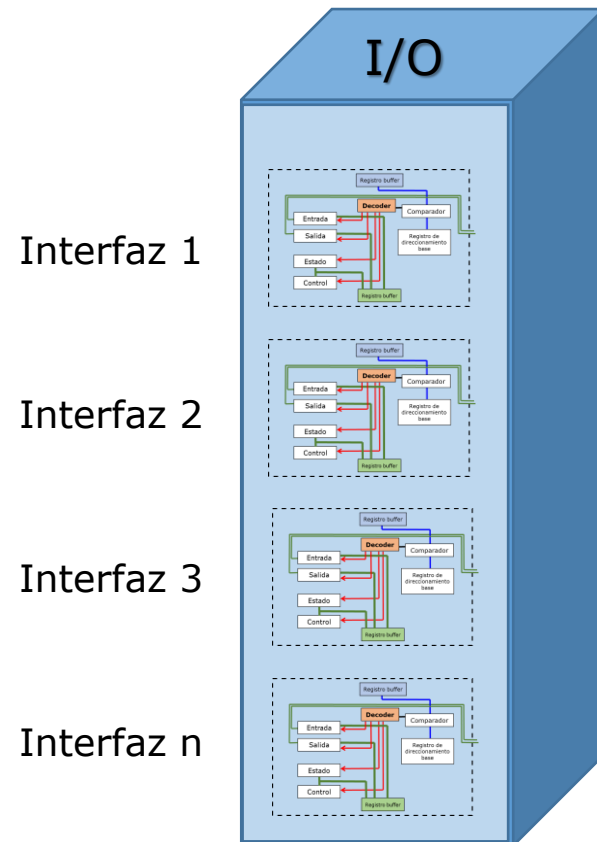 I/O
Interfaz 1
Registro buffer
Decoder
Entrada
Comparador
Salida
Registro de
direccionamiento
base
Estado
Control
Registro buffer
Interfaz 2
Registro buffer
Decoder
Entrada
Comparador
Salida
Registro de
direccionamiento
base
Estado
Control
Registro buffer
Interfaz 3
Registro buffer
Decoder
Entrada
Comparador
Salida
Registro de
direccionamiento
base
Estado
Control
Registro buffer
Interfaz n
Registro buffer
Decoder
Entrada
Comparador
Salida
Registro de
direccionamiento
base
Estado
Control
Registro buffer